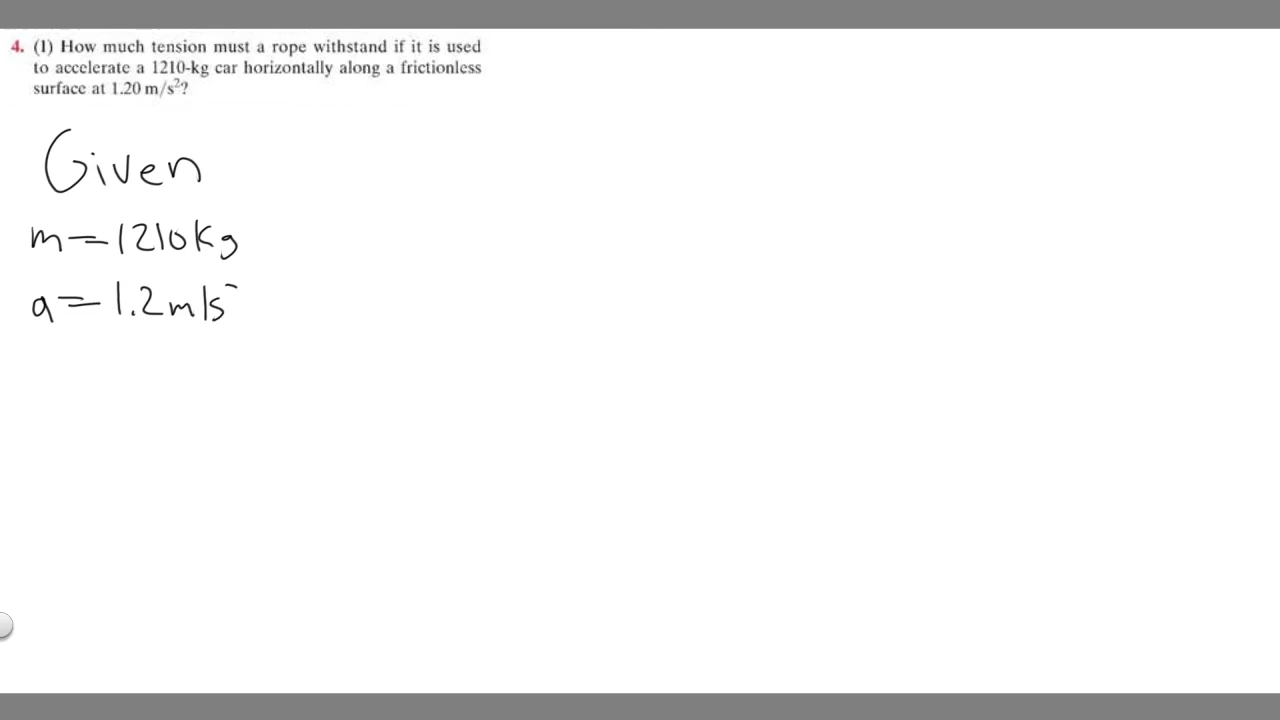 4. (I) How much tension must a rope withstand if it is used
to accelerate a 1210-kg car horizontally along a frictionless
surface at 1.20 m/s²?
Given
m=1210kg
a=1.2m/s